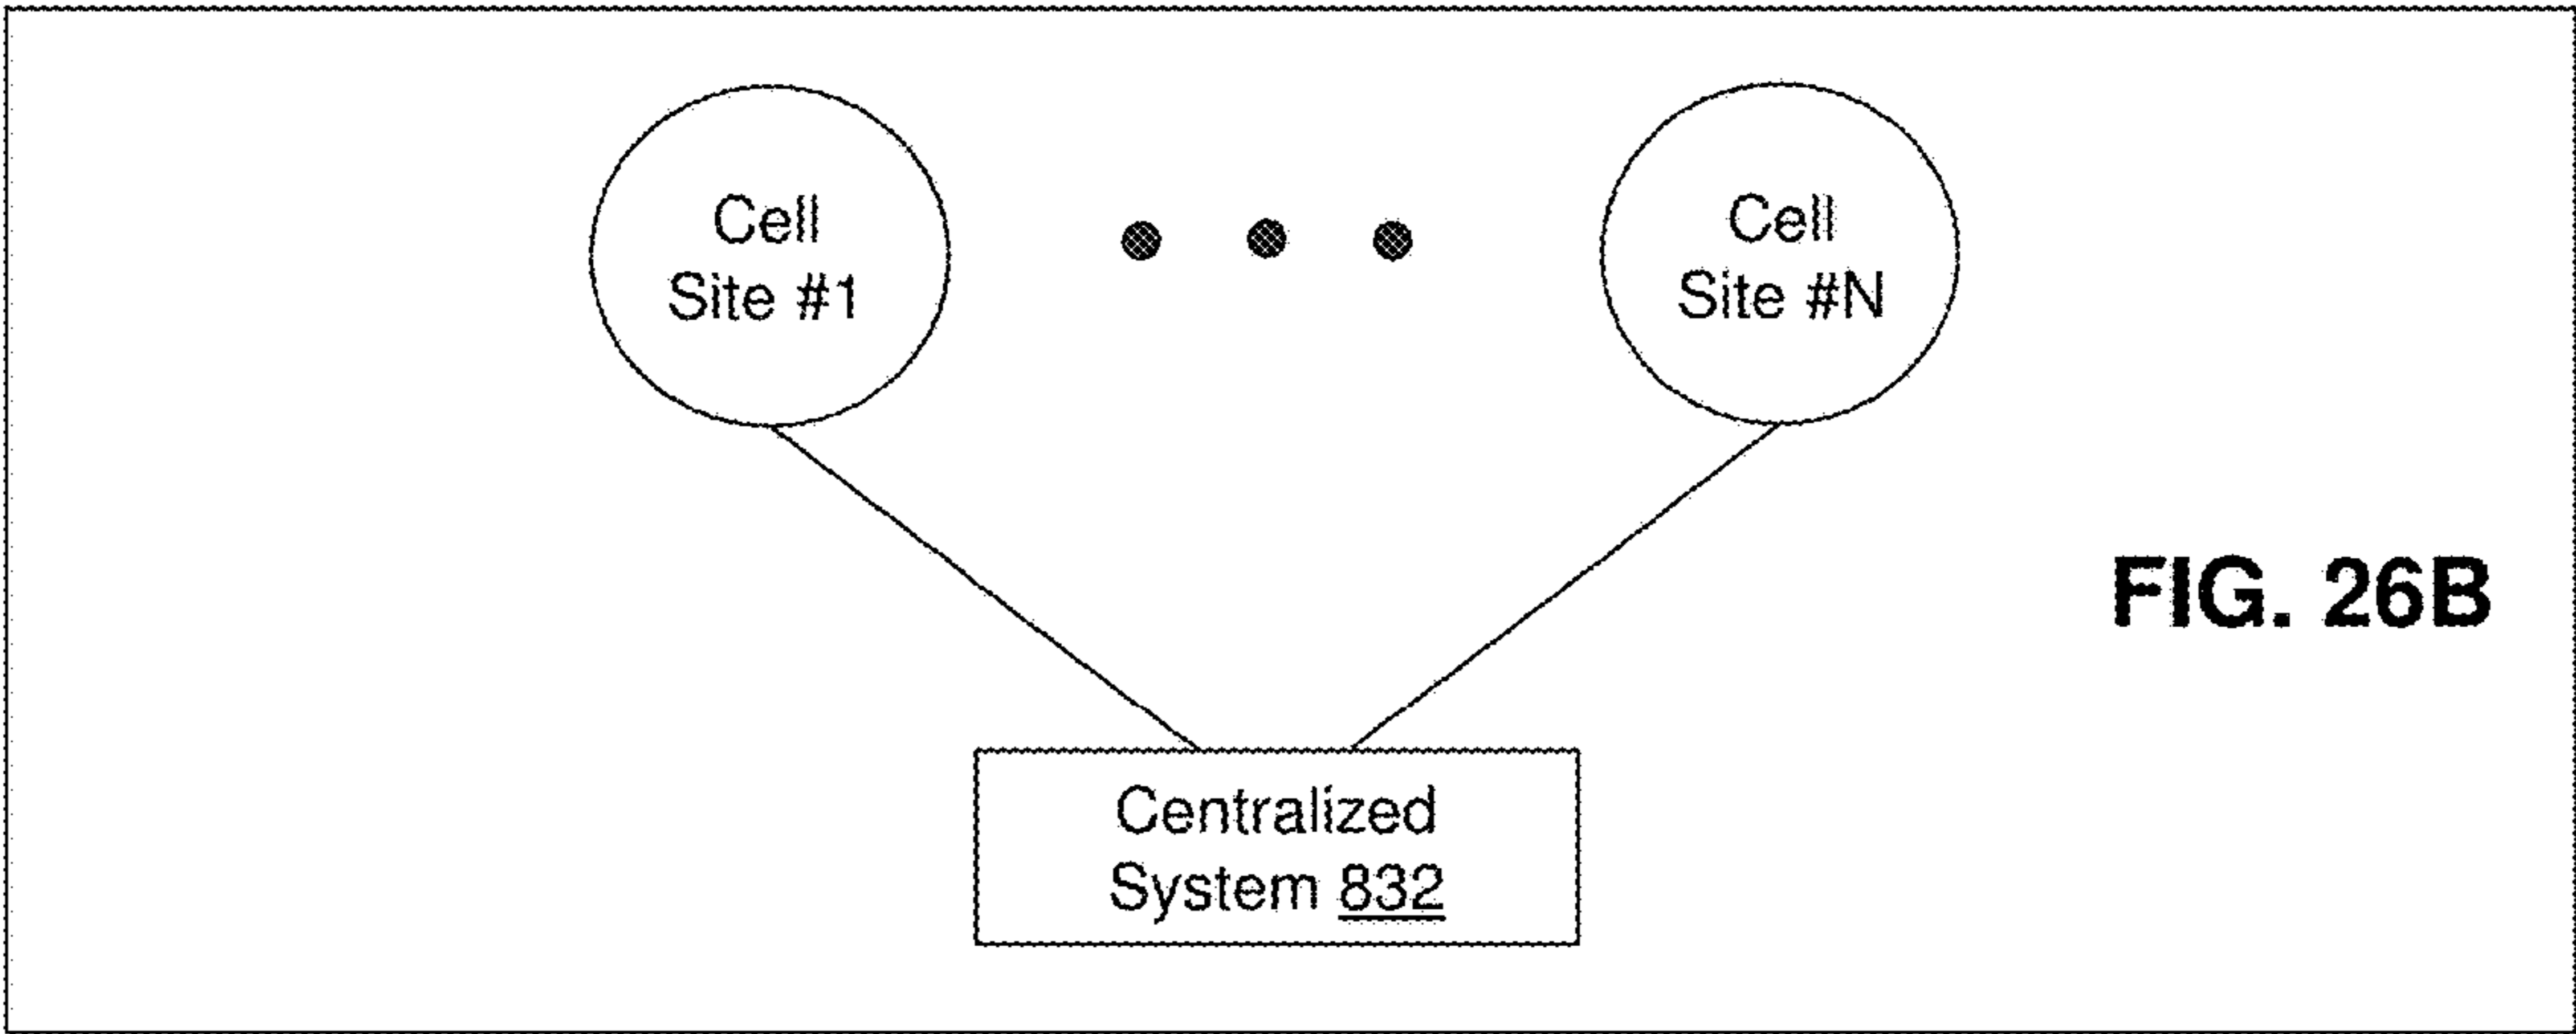 Cell
Site #1
Cell
Site #N
FIG. 26B
Centralized
System 832